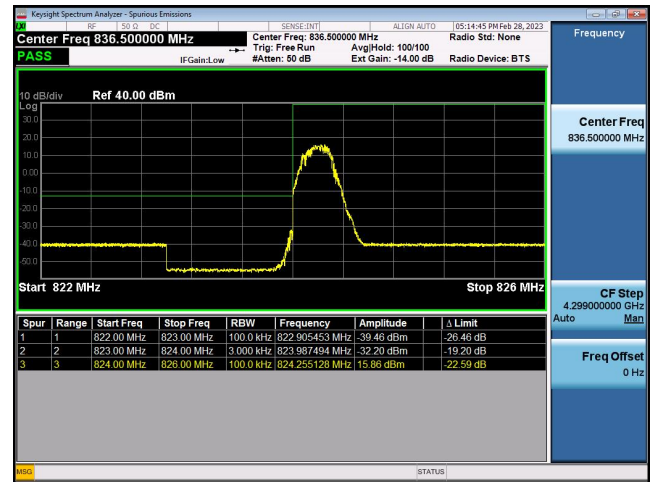 Keysight Spectrum Analyzer - Spurious Emissions
RF 50 Ω DC SENSE:INT ALIGN AUTO 05:14:45 PM Feb 28, 2023
Center Freq 836.500000 MHz
Center Freq: 836.500000 MHz Radio Std: None
Trig: Free Run Avg|Hold: 100/100
PASS IFGain:Low #Atten: 50 dB Ext Gain: -14.00 dB Radio Device: BTS
10 dB/div Ref 40.00 dBm
Log
30.0
20.0
10.0
0.00
-10.0
-20.0
-30.0
-40.0
-50.0
Start 822 MHz Stop 826 MHz
Spur Range Start Freq Stop Freq RBW Frequency Amplitude Δ Limit
1 1 822.00 MHz 823.00 MHz 100.0 kHz 822.905453 MHz -39.46 dBm -26.46 dB
2 2 823.00 MHz 824.00 MHz 3.000 kHz 823.987494 MHz -32.20 dBm -19.20 dB
3 3 824.00 MHz 826.00 MHz 100.0 kHz 824.255128 MHz 15.86 dBm -22.59 dB
MSG STATUS
Frequency
Center Freq
836.500000 MHz
CF Step
4.299000000 GHz
Auto Man
Freq Offset
0 Hz